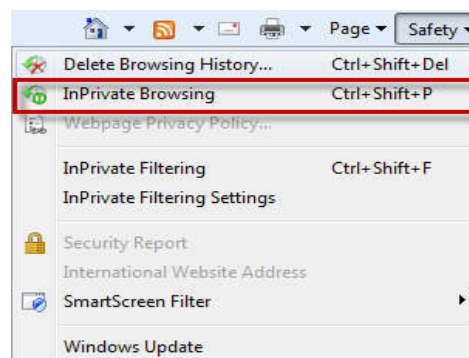 Page Safety
Delete Browsing History... Ctrl+Shift+Del
InPrivate Browsing Ctrl+Shift+P
Webpage Privacy Policy...
InPrivate Filtering Ctrl+Shift+F
InPrivate Filtering Settings
Security Report
International Website Address
SmartScreen Filter
Windows Update